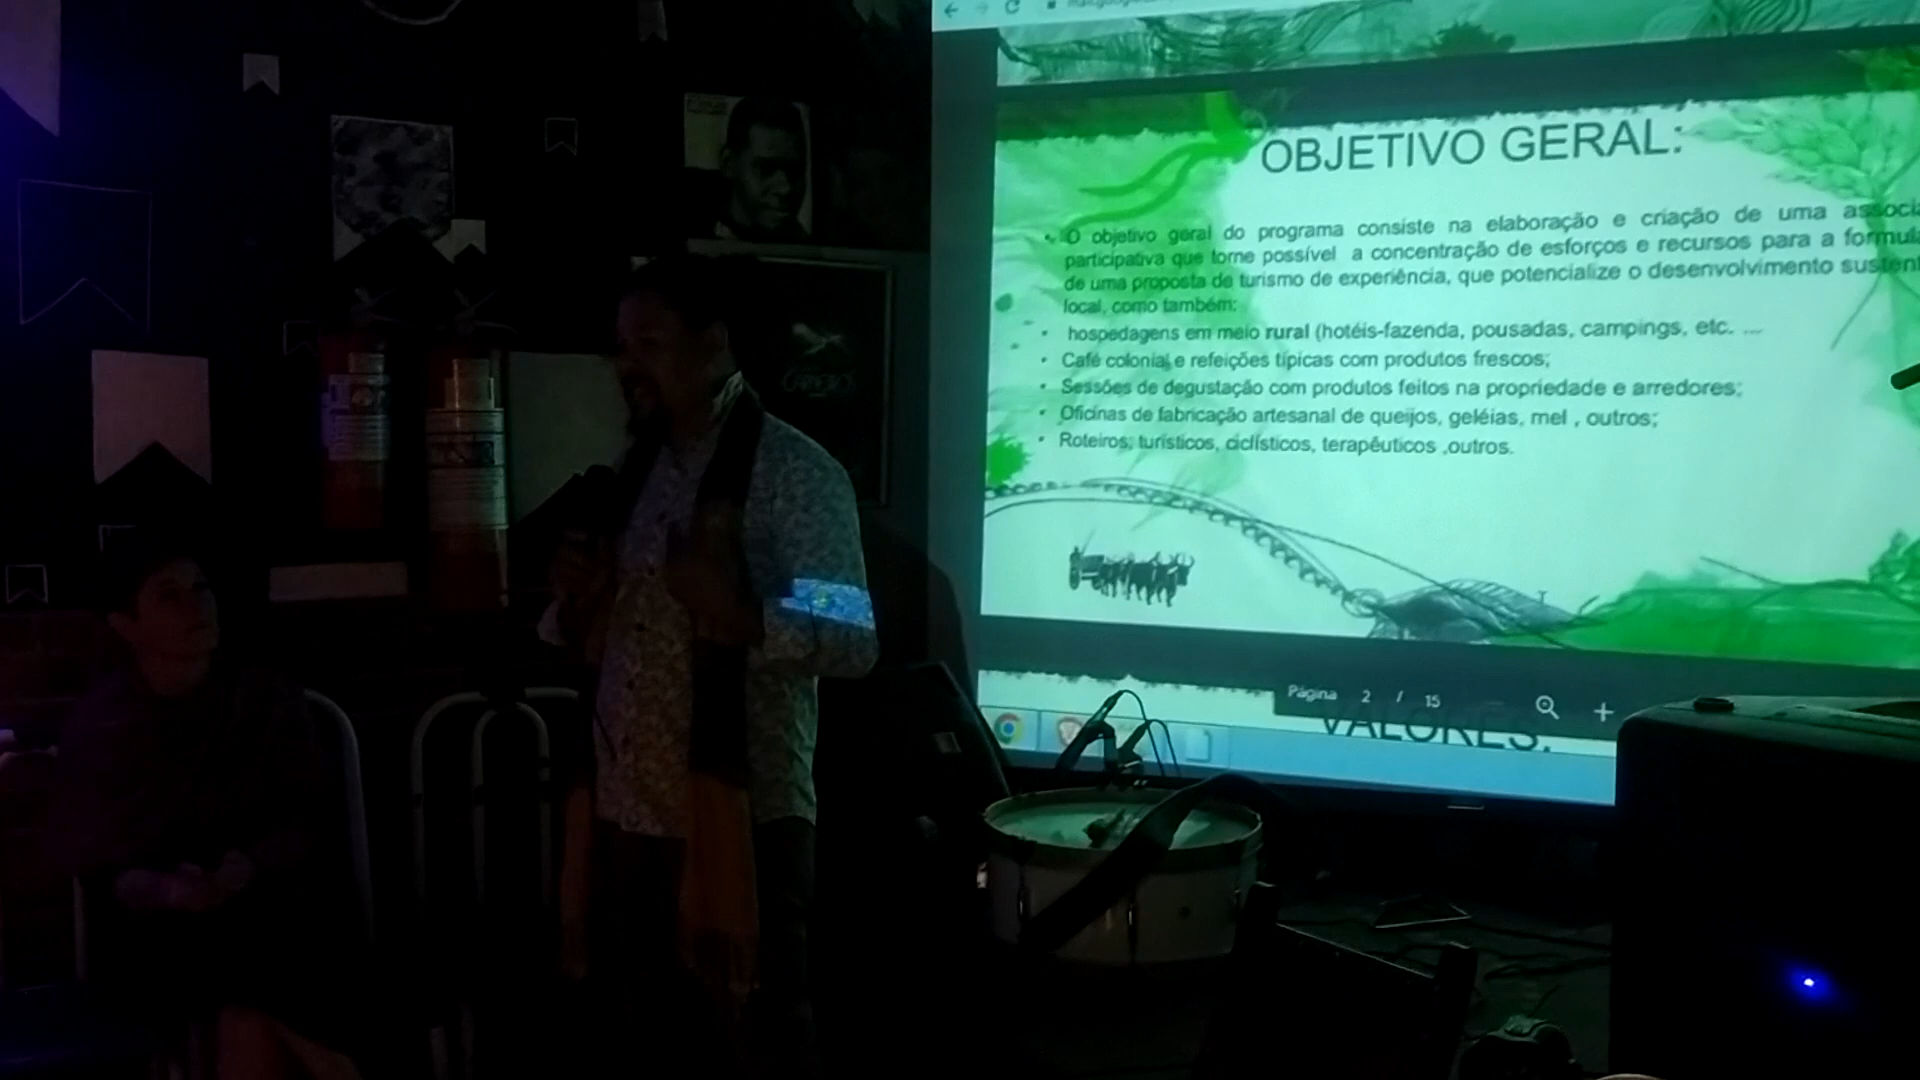 OBJETIVO GERAL:
• O objetivo geral do programa consiste na elaboração e criação de uma associa
participativa que torne possível a concentração de esforços e recursos para a formula
de uma proposta de turismo de experiência, que potencialize o desenvolvimento sustent
local, como também:
• hospedagens em meio rural (hotéis-fazenda, pousadas, campings, etc. ...
• Café colonial e refeições típicas com produtos frescos;
• Sessões de degustação com produtos feitos na propriedade e arredores;
• Oficinas de fabricação artesanal de queijos, geléias, mel , outros;
• Roteiros; turísticos, ciclísticos, terapêuticos ,outros.
Página 2 / 15
VALORES: